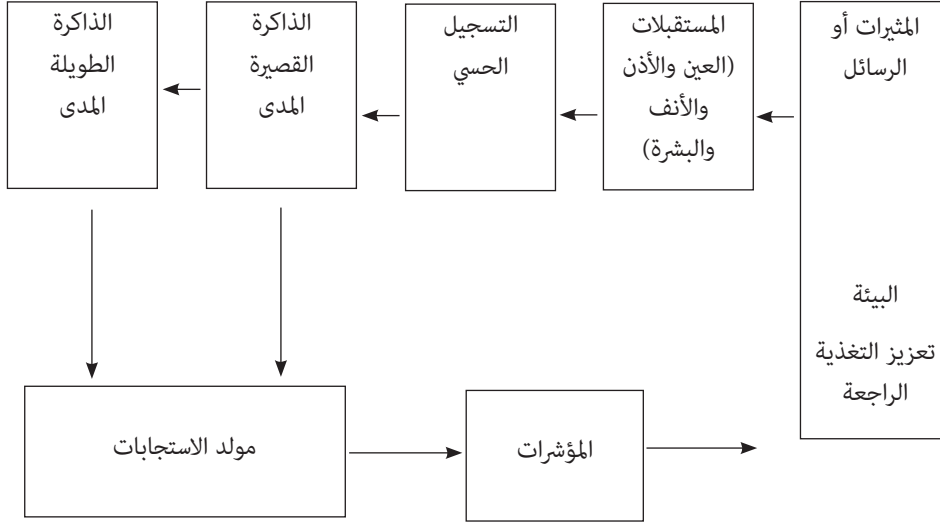 المثيرات أو
الرسائل
البيئة
تعزيز التغذية
الراجعة
المستقبلات
(العين والأذن
والأنف
والبشرة)
التسجيل
الحسي
الذاكرة
القصيرة
المدى
الذاكرة
الطويلة
المدى
مولد الاستجابات
المؤشرات